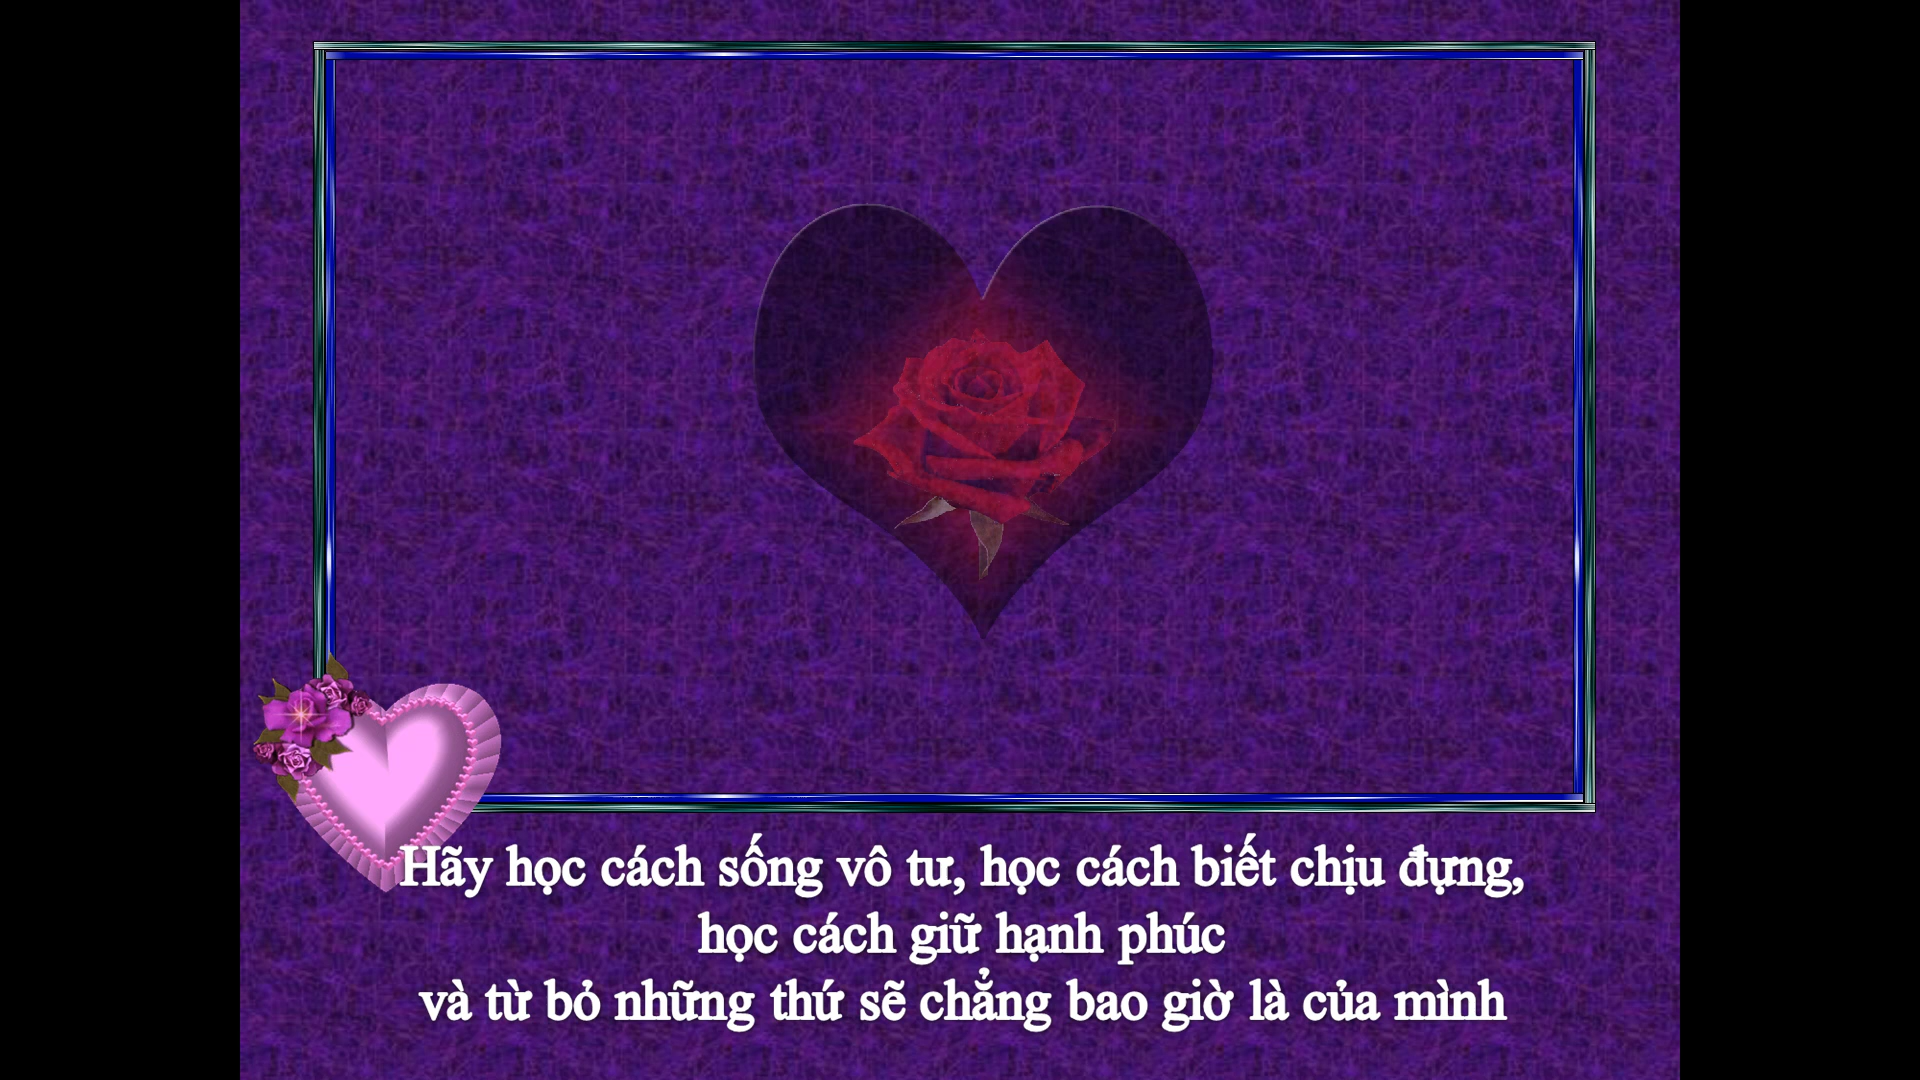 Hãy học cách sống vô tư, học cách biết chịu đựng,
học cách giữ hạnh phúc
và từ bỏ những thứ sẽ chẳng bao giờ là của mình